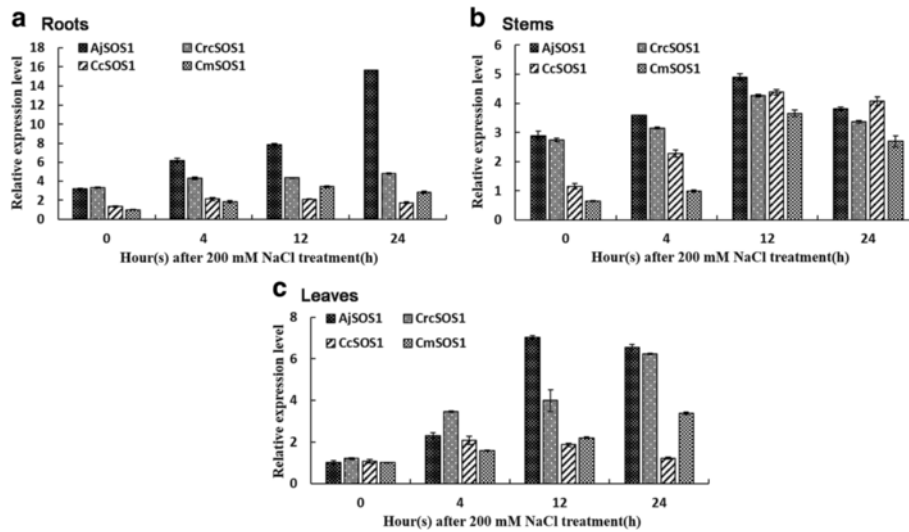 a Roots
AjSOS1 CrcSOS1
CcSOS1 CmSOS1
Relative expression level
18
16
14
12
10
8
6
4
2
0
0 4 12 24
Hour(s) after 200 mM NaCl treatment(h)
b Stems
AjSOS1 CrcSOS1
CcSOS1 CmSOS1
Relative expression level
6
5
4
3
2
1
0
0 4 12 24
Hour(s) after 200 mM NaCl treatment(h)
c Leaves
AjSOS1 CrcSOS1
CcSOS1 CmSOS1
Relative expression level
8
6
4
2
0
0 4 12 24
Hour(s) after 200 mM NaCl treatment(h)